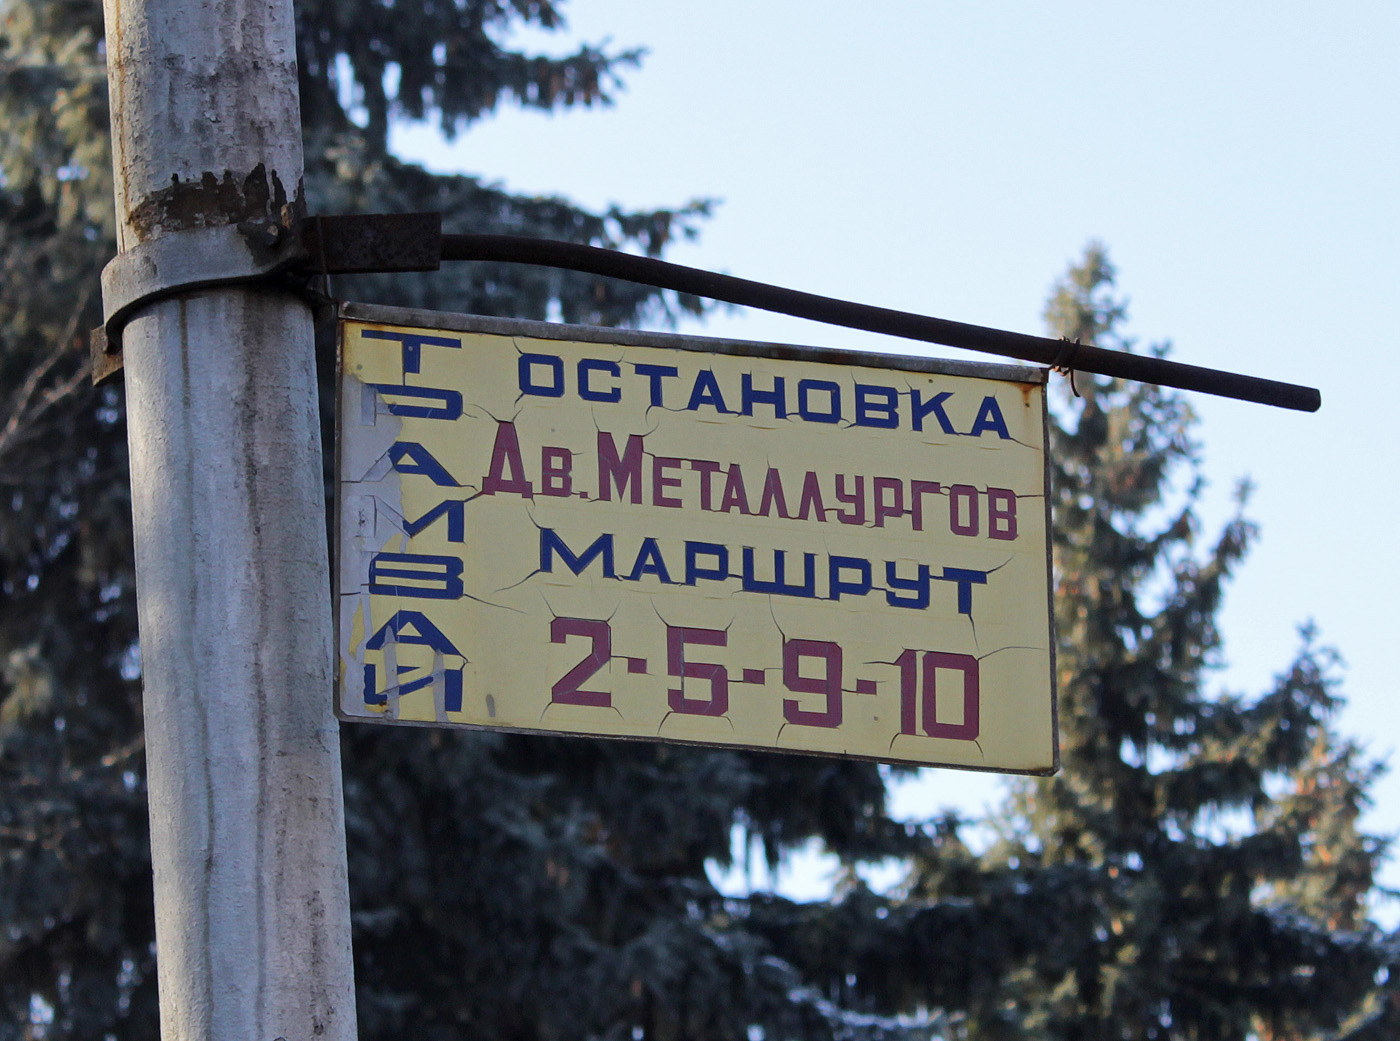 ТРАМВАЙ
ОСТАНОВКА
Дв. Металлургов
МАРШРУТ
2-5-9-10